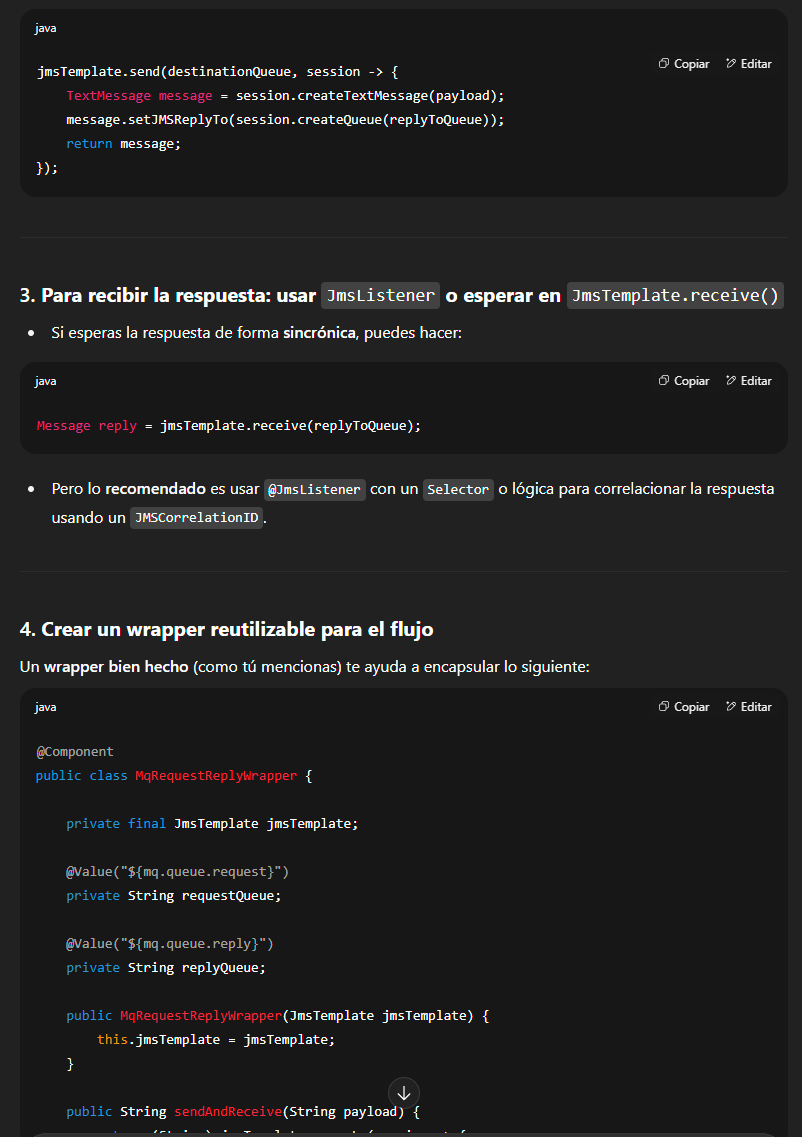 java
Copiar Editar
jmsTemplate.send(destinationQueue, session -> {
    TextMessage message = session.createTextMessage(payload);
    message.setJMSReplyTo(session.createQueue(replyToQueue));
    return message;
});
3. Para recibir la respuesta: usar JmsListener o esperar en JmsTemplate.receive()
• Si esperas la respuesta de forma sincrónica, puedes hacer:
java
Copiar Editar
Message reply = jmsTemplate.receive(replyToQueue);
• Pero lo recomendado es usar @JmsListener con un Selector o lógica para correlacionar la respuesta
usando un JMSCorrelationID.
4. Crear un wrapper reutilizable para el flujo
Un wrapper bien hecho (como tú mencionas) te ayuda a encapsular lo siguiente:
java
Copiar Editar
@Component
public class MqRequestReplyWrapper {
    private final JmsTemplate jmsTemplate;
    @Value("${mq.queue.request}")
    private String requestQueue;
    @Value("${mq.queue.reply}")
    private String replyQueue;
    public MqRequestReplyWrapper(JmsTemplate jmsTemplate) {
        this.jmsTemplate = jmsTemplate;
    }
    public String sendAndReceive(String payload) {